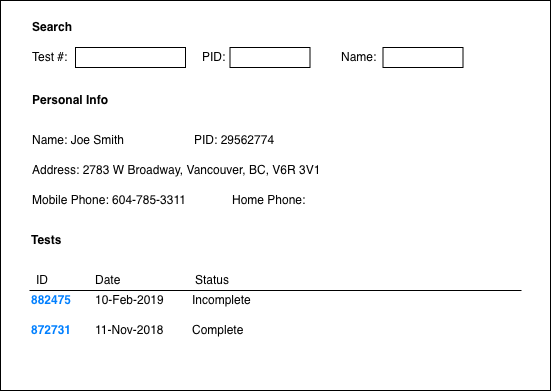 Search
Test #: PID: Name:
Personal Info
Name: Joe Smith PID: 29562774
Address: 2783 W Broadway, Vancouver, BC, V6R 3V1
Mobile Phone: 604-785-3311 Home Phone:
Tests
ID Date Status
882475 10-Feb-2019 Incomplete
872731 11-Nov-2018 Complete